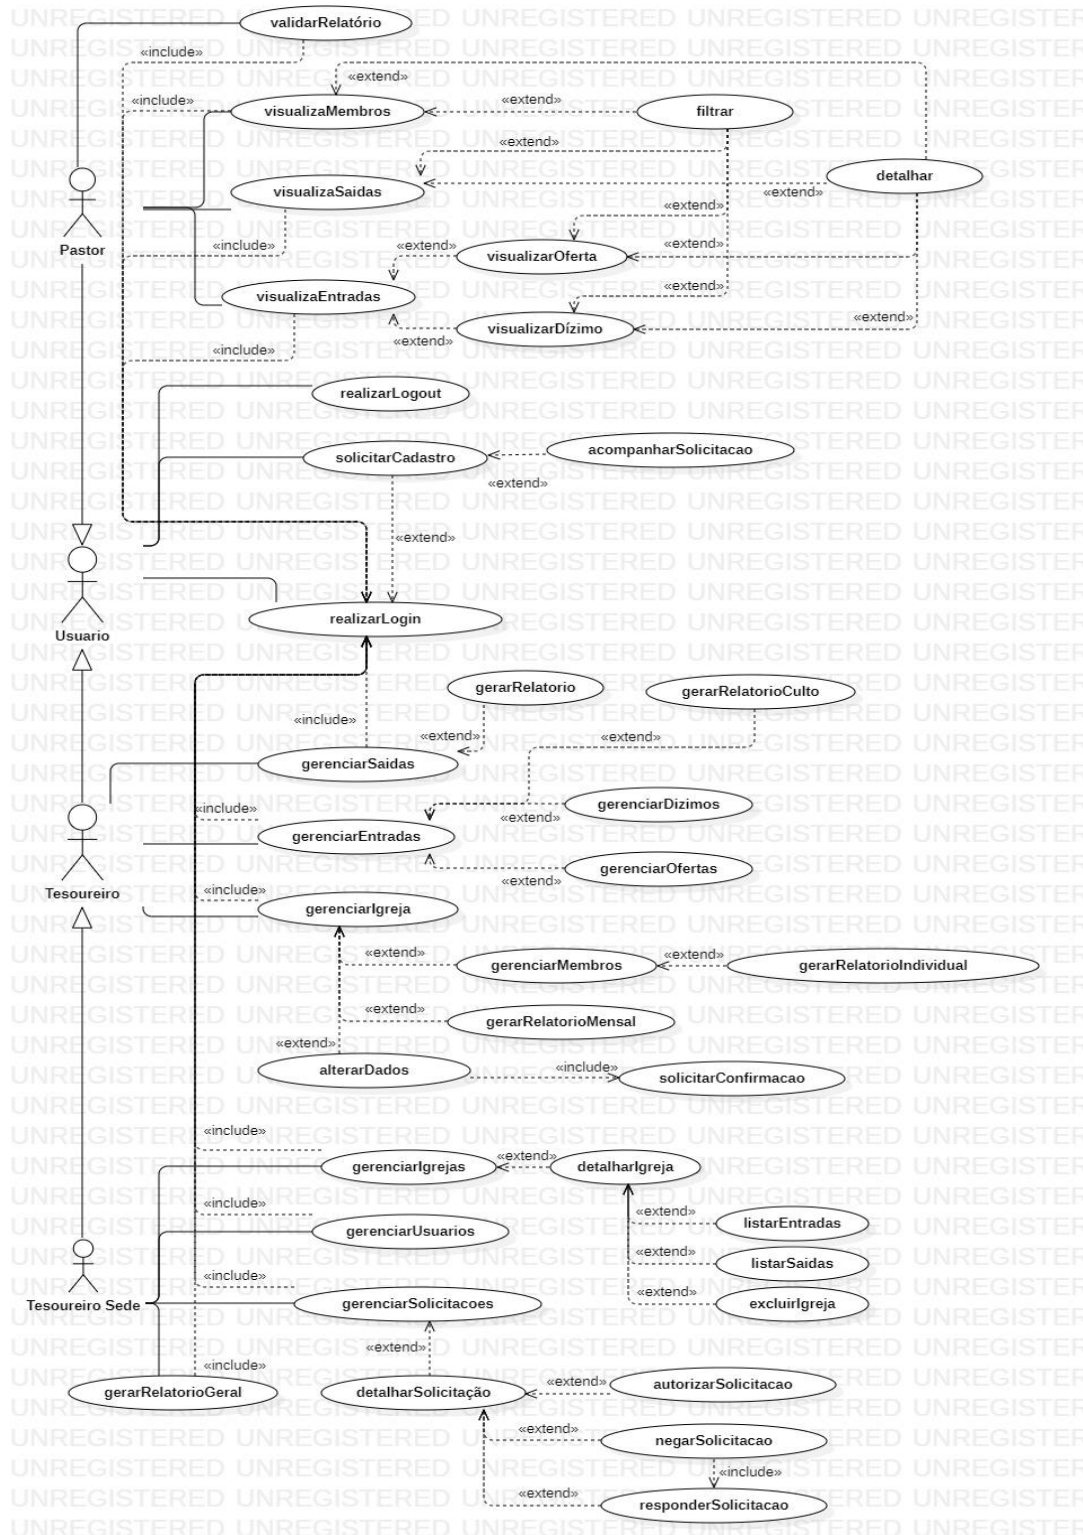 validarRelatório
«include»
«extend»
«include»
visualizaMembros
«extend»
filtrar
«extend»
detalhar
visualizaSaidas
«extend»
«extend»
Pastor
«include»
«extend»
visualizarOferta
«extend»
«extend»
visualizaEntradas
«extend»
visualizarDízimo
«extend»
«include»
realizarLogout
solicitarCadastro
acompanharSolicitacao
«extend»
«extend»
Usuario
realizarLogin
gerarRelatorio
gerarRelatorioCulto
«include»
«extend»
«extend»
gerenciarSaidas
«include»
gerenciarDizimos
«extend»
gerenciarEntradas
gerenciarOfertas
«extend»
Tesoureiro
«include»
gerenciarIgreja
«extend»
«extend»
gerenciarMembros
gerarRelatorioIndividual
«extend»
gerarRelatorioMensal
«extend»
alterarDados
«include»
solicitarConfirmacao
«include»
gerenciarIgrejas
«extend»
detalharIgreja
«include»
gerenciarUsuarios
«extend»
listarEntradas
«extend»
listarSaidas
«include»
«extend»
Tesoureiro Sede
gerenciarSolicitacoes
excluirIgreja
«extend»
«include»
gerarRelatorioGeral
detalharSolicitação
«extend»
autorizarSolicitacao
«extend»
negarSolicitacao
«include»
«extend»
responderSolicitacao
UNREGISTERED